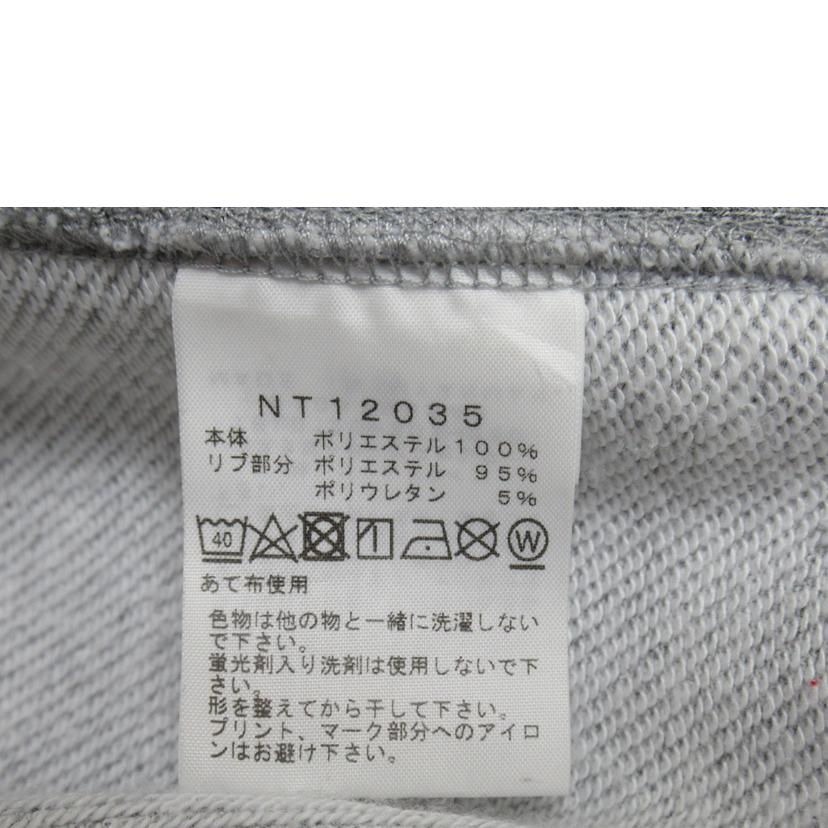 NT12035
本体 ポリエステル100%
リブ部分 ポリエステル 95%
ポリウレタン 5%
40 W
あて布使用
色物は他の物と一緒に洗濯しない
で下さい。
蛍光剤入り洗剤は使用しないで下
さい。
形を整えてから干して下さい。
プリント、マーク部分へのアイロ
ンはお避け下さい。